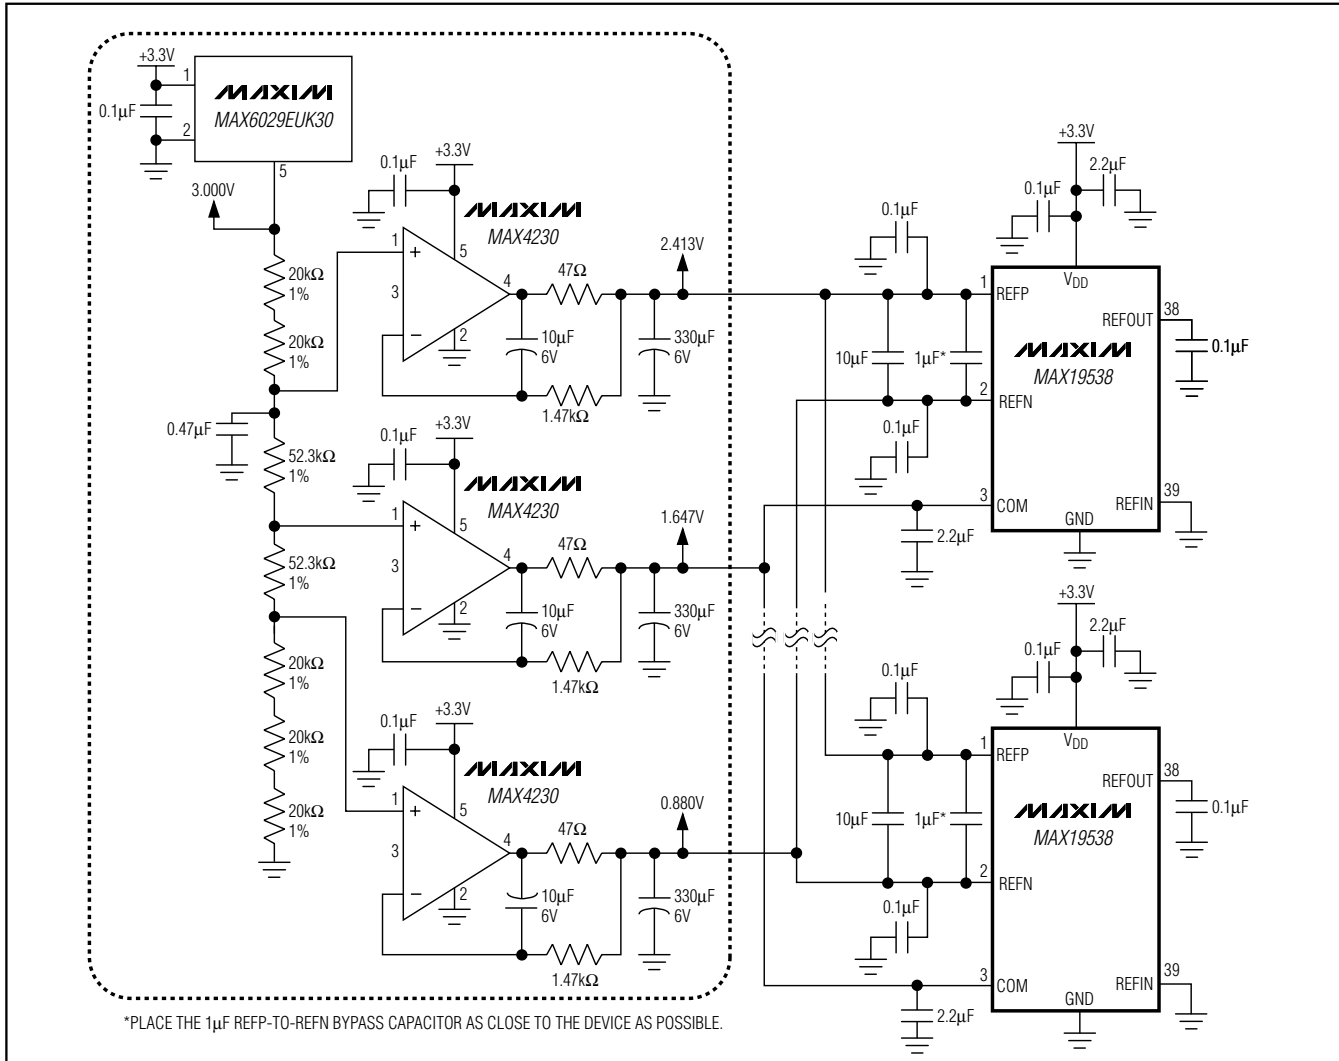 +3.3V
1
MAXIM
MAX6029EUK30
0.1µF
2
5
3.000V
20kΩ
1%
20kΩ
1%
0.47µF
52.3kΩ
1%
52.3kΩ
1%
20kΩ
1%
20kΩ
1%
20kΩ
1%
+3.3V
0.1µF
MAXIM
MAX4230
1
+
5
3
4
−
2
47Ω
10µF
6V
1.47kΩ
330µF
6V
2.413V
+3.3V
0.1µF
MAXIM
MAX4230
1
+
5
3
4
−
2
47Ω
10µF
6V
1.47kΩ
330µF
6V
1.647V
+3.3V
0.1µF
MAXIM
MAX4230
1
+
5
3
4
−
2
47Ω
10µF
6V
1.47kΩ
330µF
6V
0.880V
+3.3V
2.2µF
0.1µF
0.1µF
VDD
1
REFP
38
REFOUT
0.1µF
MAXIM
MAX19538
10µF
1µF*
2
REFN
0.1µF
3
COM
39
REFIN
GND
2.2µF
+3.3V
2.2µF
0.1µF
0.1µF
VDD
1
REFP
38
REFOUT
0.1µF
MAXIM
MAX19538
10µF
1µF*
2
REFN
0.1µF
3
COM
39
REFIN
GND
2.2µF
*PLACE THE 1µF REFP-TO-REFN BYPASS CAPACITOR AS CLOSE TO THE DEVICE AS POSSIBLE.